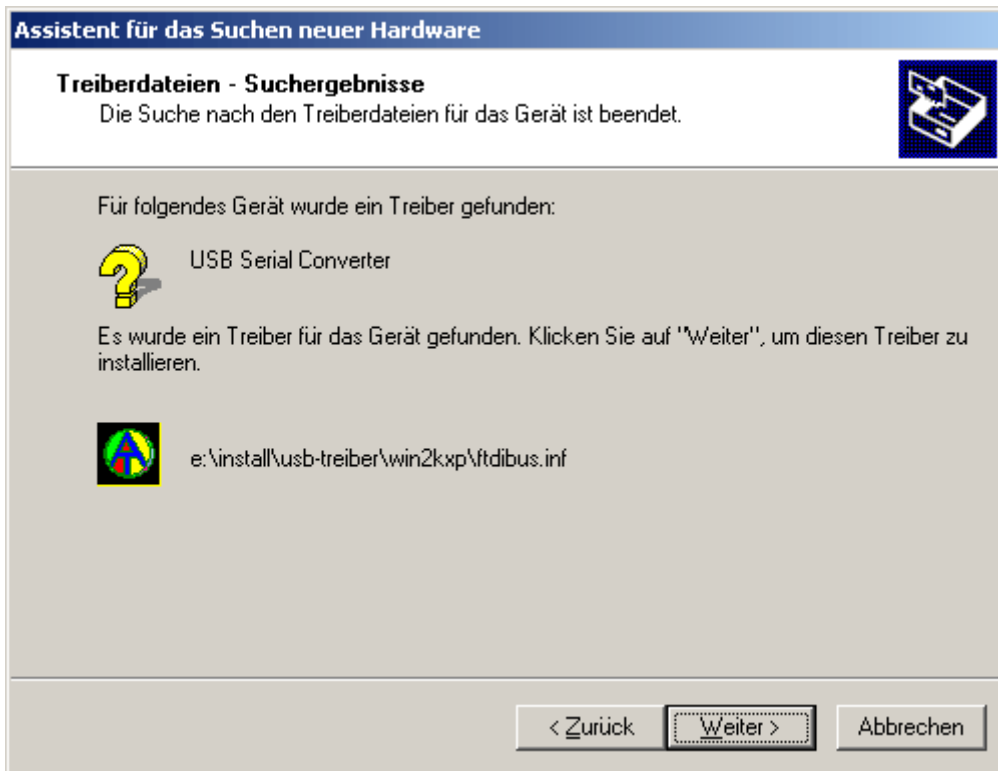 Assistent für das Suchen neuer Hardware
Treiberdateien - Suchergebnisse
Die Suche nach den Treiberdateien für das Gerät ist beendet.
Für folgendes Gerät wurde ein Treiber gefunden:
USB Serial Converter
Es wurde ein Treiber für das Gerät gefunden. Klicken Sie auf "Weiter", um diesen Treiber zu
installieren.
e:\install\usb-treiber\win2kxp\ftdibus.inf
< Zurück
Weiter >
Abbrechen